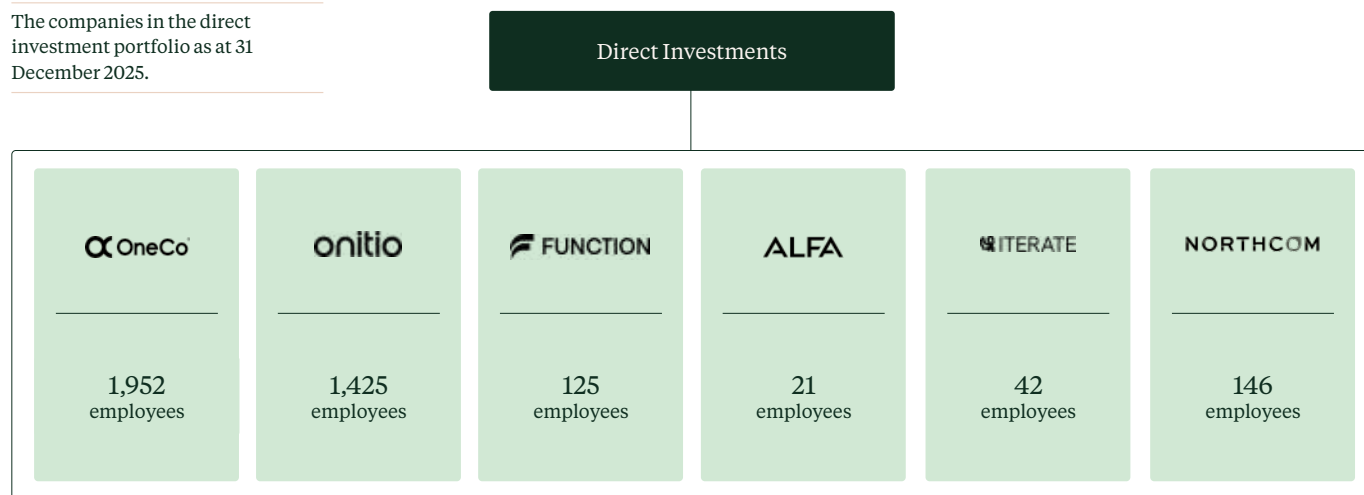 The companies in the direct
investment portfolio as at 31
December 2025.
Direct Investments
OneCo
onitio
FUNCTION
ALFA
ITERATE
NORTHCOM
1,952
employees
1,425
employees
125
employees
21
employees
42
employees
146
employees